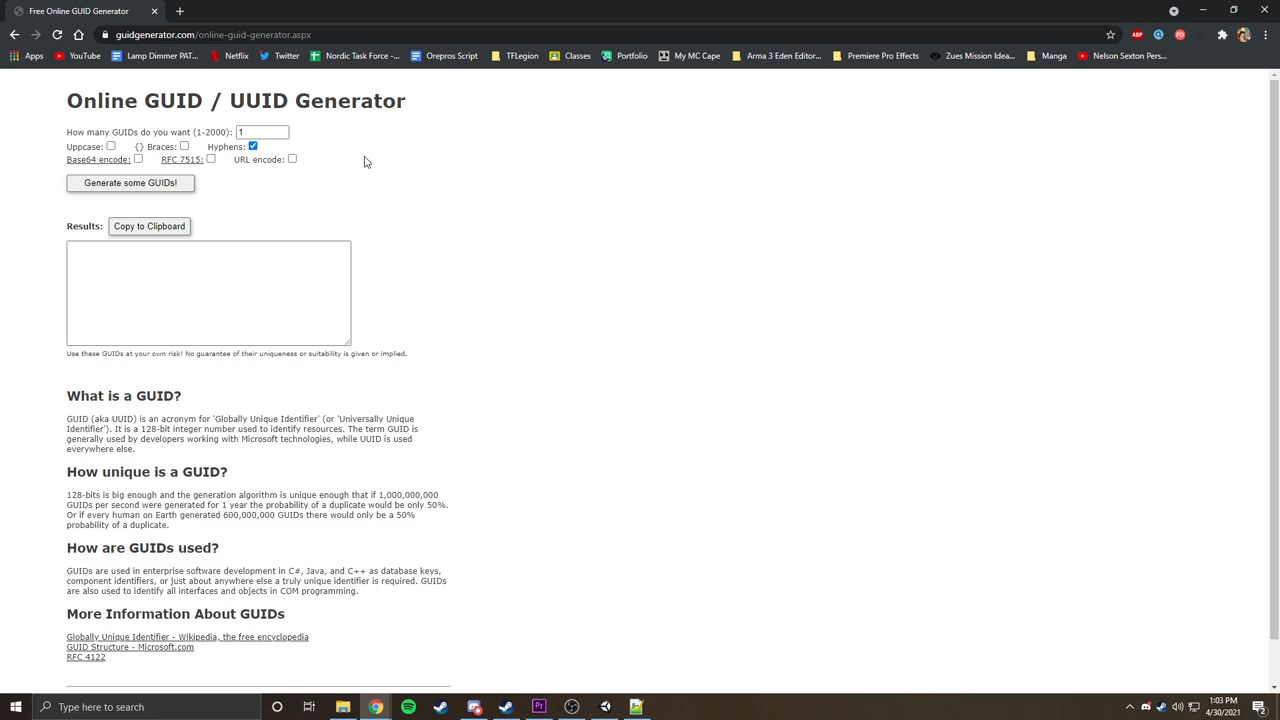 Free Online GUID Generator
guidgenerator.com/online-guid-generator.aspx
ABP
Apps
YouTube
Lamp Dimmer PAT...
Netflix
Twitter
Nordic Task Force -...
Orepros Script
TFLegion
Classes
Portfolio
My MC Cape
Arma 3 Eden Editor...
Premiere Pro Effects
Zues Mission Idea...
Manga
Nelson Sexton Pers...
Online GUID / UUID Generator
How many GUIDs do you want (1-2000): 1
Uppcase: {} Braces: Hyphens:
Base64 encode: RFC 7515: URL encode:
Generate some GUIDs!
Results: Copy to Clipboard
Use these GUIDs at your own risk! No guarantee of their uniqueness or suitability is given or implied.
What is a GUID?
GUID (aka UUID) is an acronym for 'Globally Unique Identifier' (or 'Universally Unique
Identifier'). It is a 128-bit integer number used to identify resources. The term GUID is
generally used by developers working with Microsoft technologies, while UUID is used
everywhere else.
How unique is a GUID?
128-bits is big enough and the generation algorithm is unique enough that if 1,000,000,000
GUIDs per second were generated for 1 year the probability of a duplicate would be only 50%.
Or if every human on Earth generated 600,000,000 GUIDs there would only be a 50%
probability of a duplicate.
How are GUIDs used?
GUIDs are used in enterprise software development in C#, Java, and C++ as database keys,
component identifiers, or just about anywhere else a truly unique identifier is required. GUIDs
are also used to identify all interfaces and objects in COM programming.
More Information About GUIDs
Globally Unique Identifier - Wikipedia, the free encyclopedia
GUID Structure - Microsoft.com
RFC 4122
Type here to search
Pr
1:03 PM
4/30/2021
2